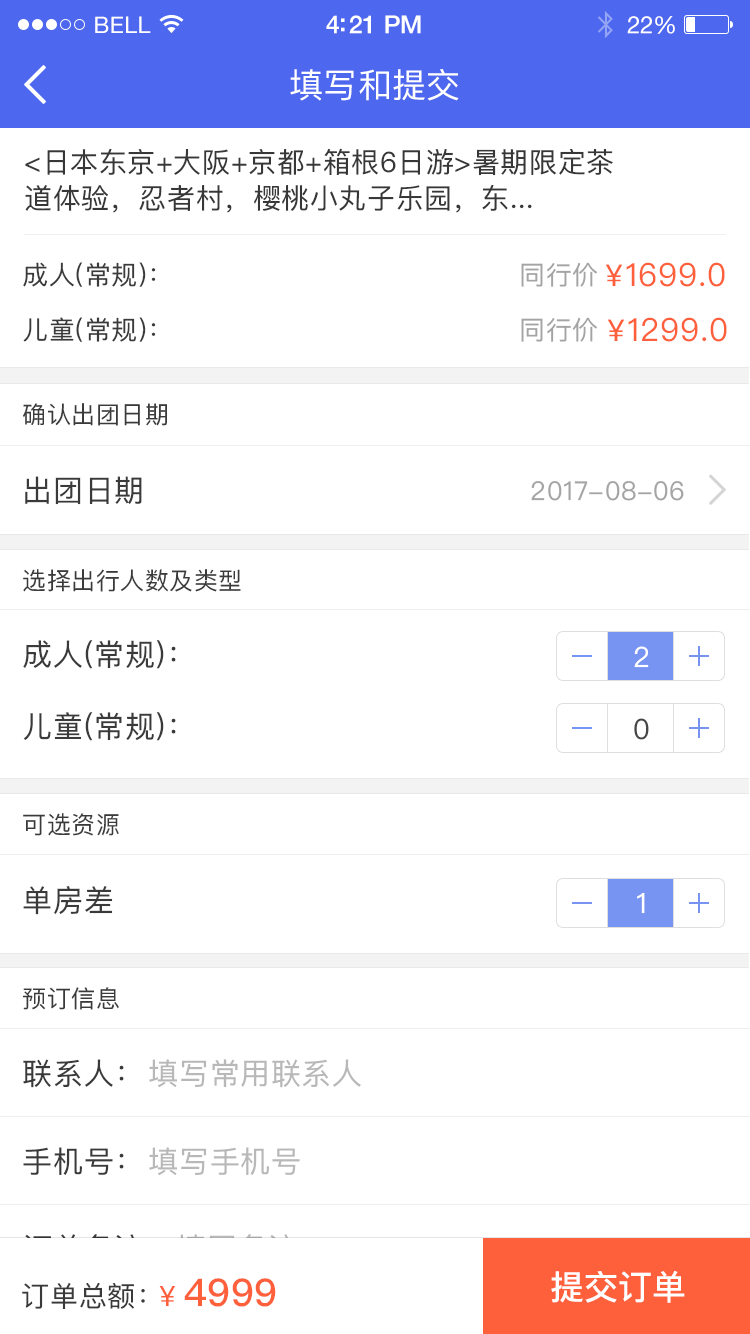 BELL 4:21 PM 22%
填写和提交
<日本东京+大阪+京都+箱根6日游>暑期限定茶
道体验，忍者村，樱桃小丸子乐园，东...
成人(常规)： 同行价 ¥1699.0
儿童(常规)： 同行价 ¥1299.0
确认出团日期
出团日期 2017-08-06
选择出行人数及类型
成人(常规)： — 2 +
儿童(常规)： — 0 +
可选资源
单房差 — 1 +
预订信息
联系人： 填写常用联系人
手机号： 填写手机号
订单总额：¥ 4999
提交订单